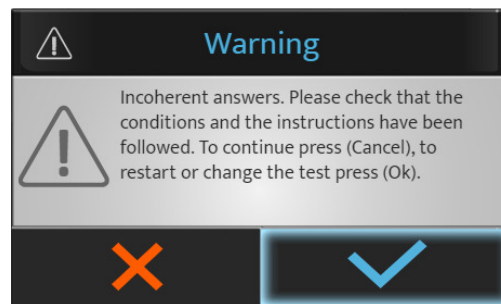 Warning
Incoherent answers. Please check that the
conditions and the instructions have been
followed. To continue press (Cancel), to
restart or change the test press (Ok).